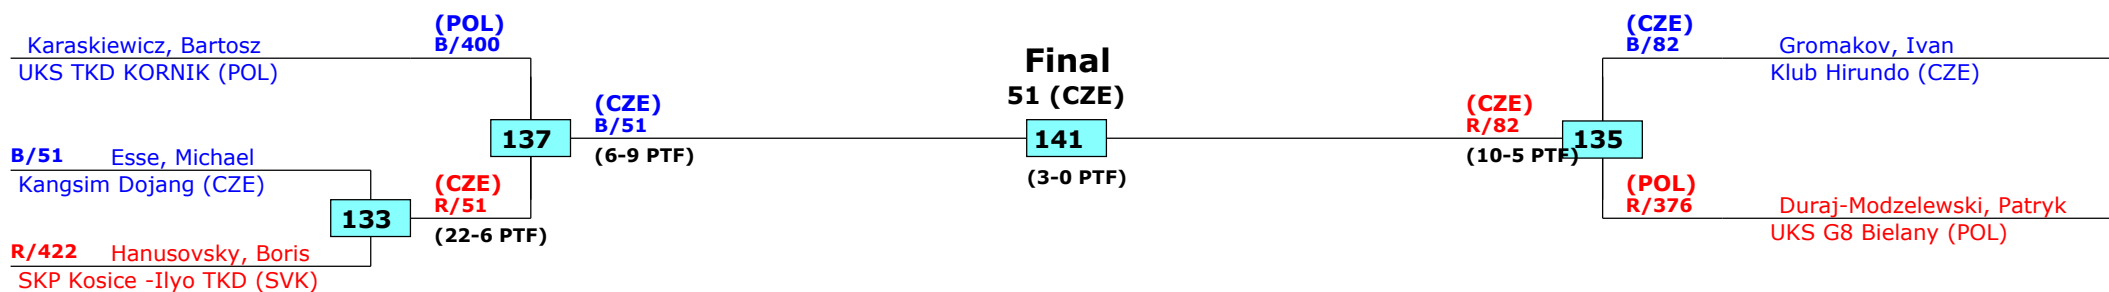 (POL)
B/400
Karaskiewicz, Bartosz
UKS TKD KORNIK (POL)
137
(CZE)
B/51
(6-9 PTF)
B/51 Esse, Michael
Kangsim Dojang (CZE)
133
(CZE)
R/51
(22-6 PTF)
R/422 Hanusovsky, Boris
SKP Kosice -Ilyo TKD (SVK)
Final
51 (CZE)
141
(3-0 PTF)
(CZE)
R/82
(10-5 PTF)
135
(CZE)
B/82
Gromakov, Ivan
Klub Hirundo (CZE)
(POL)
R/376
Duraj-Modzelewski, Patryk
UKS G8 Bielany (POL)